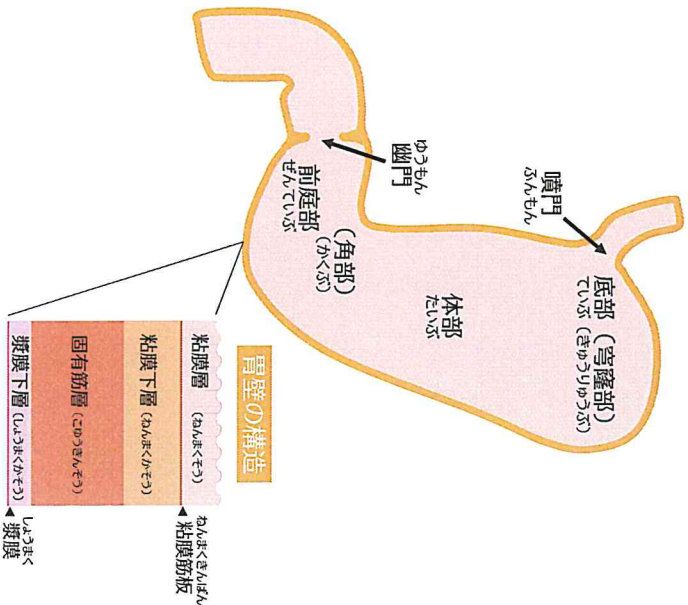 噴門
ふんもん
底部（穹窿部）
ていぶ（きゅうりゅうぶ）
体部
たいぶ
ゆうもん
幽門
（角部）
（かくぶ）
前庭部
ぜんていぶ
胃壁の構造
粘膜層（ねんまくそう）
ねんまくきんばん
粘膜筋板
粘膜下層（ねんまくかそう）
固有筋層（こゆうきんそう）
漿膜下層（しょうまくかそう）
しょうまく
漿膜